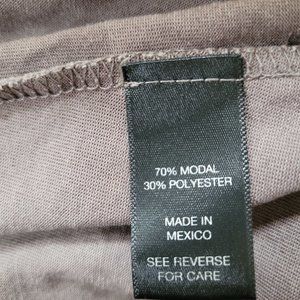 70% MODAL
30% POLYESTER
MADE IN
MEXICO
SEE REVERSE
FOR CARE